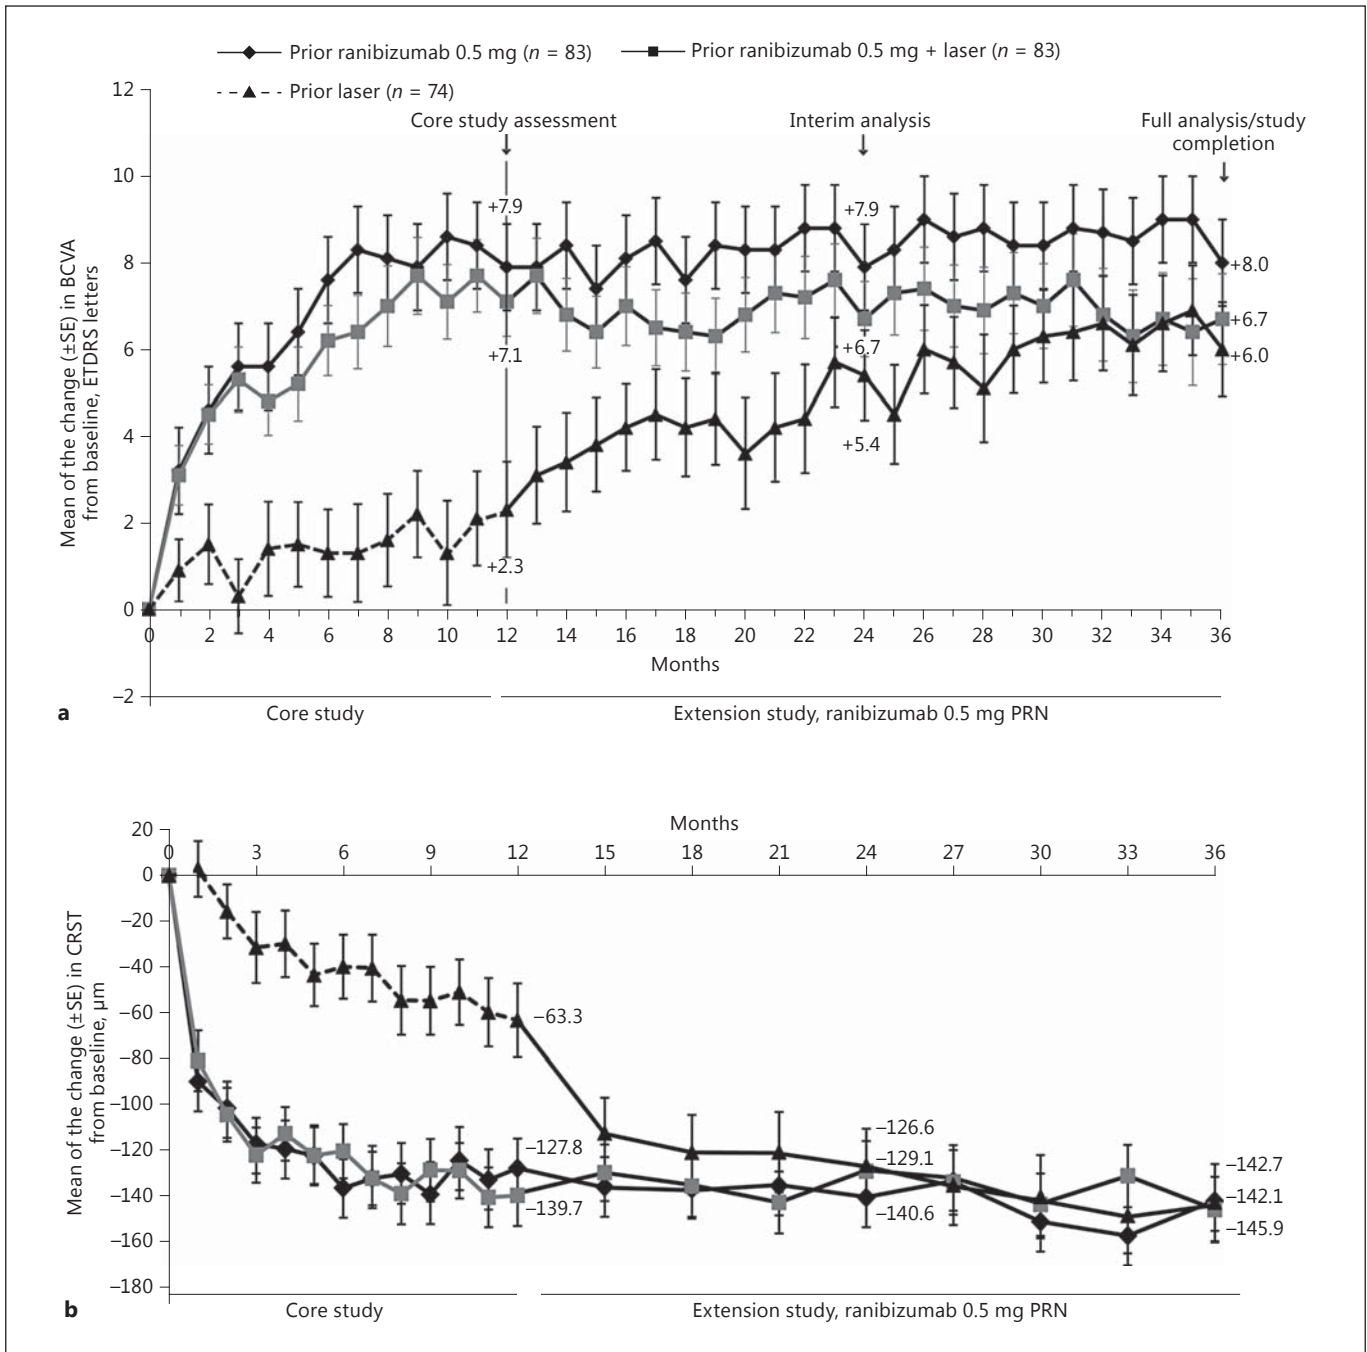 Prior ranibizumab 0.5 mg (n = 83) Prior ranibizumab 0.5 mg + laser (n = 83)
Prior laser (n = 74)
Core study assessment Interim analysis Full analysis/study
completion
Mean of the change (±SE) in BCVA
from baseline, ETDRS letters
12
10
8
6
4
2
0
–2
+7.9
+7.1
+2.3
+7.9
+6.7
+5.4
+8.0
+6.7
+6.0
0 2 4 6 8 10 12 14 16 18 20 22 24 26 28 30 32 34 36
Months
a Core study Extension study, ranibizumab 0.5 mg PRN
Months
0 3 6 9 12 15 18 21 24 27 30 33 36
Mean of the change (±SE) in CRST
from baseline, µm
20
0
–20
–40
–60
–80
–100
–120
–140
–160
–180
–63.3
–127.8
–139.7
–126.6
–129.1
–140.6
–142.7
–142.1
–145.9
b Core study Extension study, ranibizumab 0.5 mg PRN